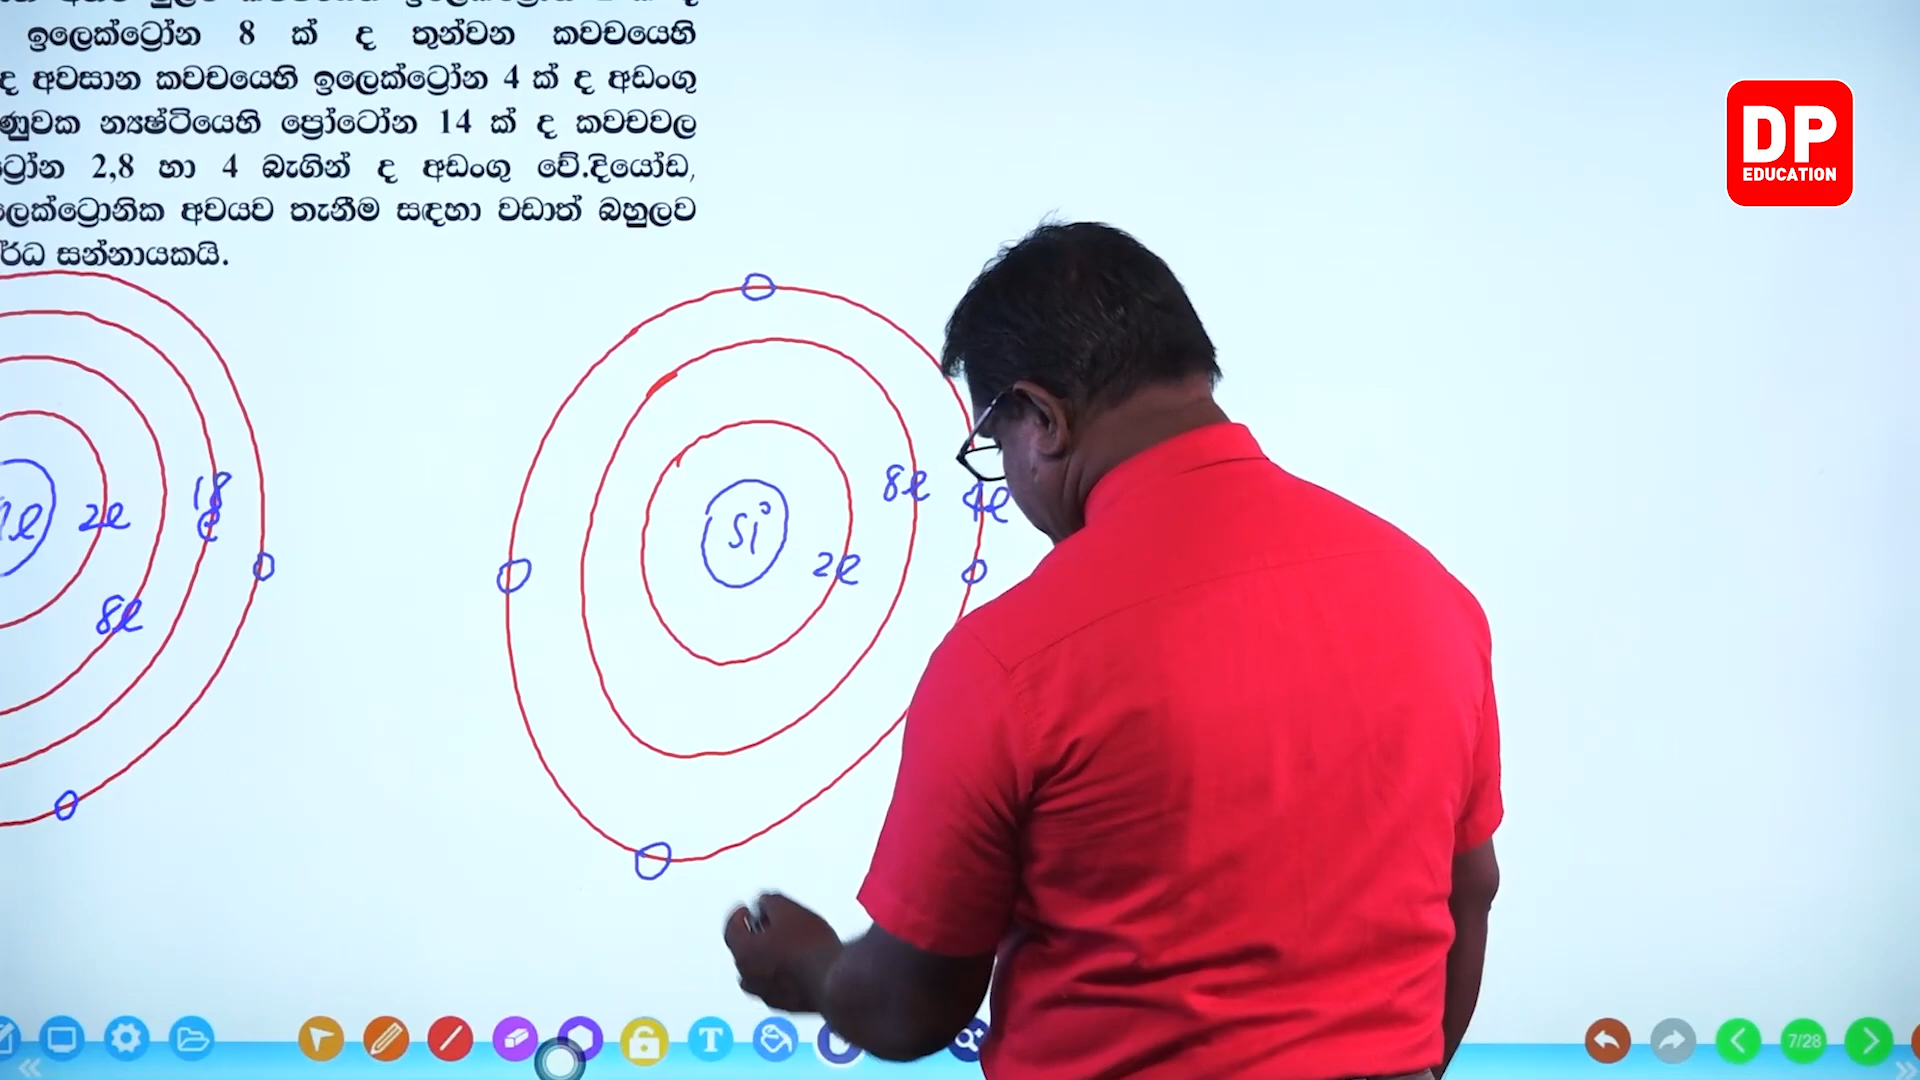 ඉලෙක්ට්‍රෝන 8 ක් ද තුන්වන කවචයෙහි
ද අවසාන කවචයෙහි ඉලෙක්ට්‍රෝන 4 ක් ද අඩංගු
ණුවක න්‍යෂ්ටියෙහි ප්‍රෝටෝන 14 ක් ද කවචවල
ට්‍රෝන 2,8 හා 4 බැගින් ද අඩංගු වේ.දියෝඩ,
ලෙක්ට්‍රොනික අවයව තැනීම සඳහා වඩාත් බහුලව
ර්ධ සන්නායකයි.
DP
EDUCATION
2e
18
e
8e
Si
2e
8e
4e
T
7/28